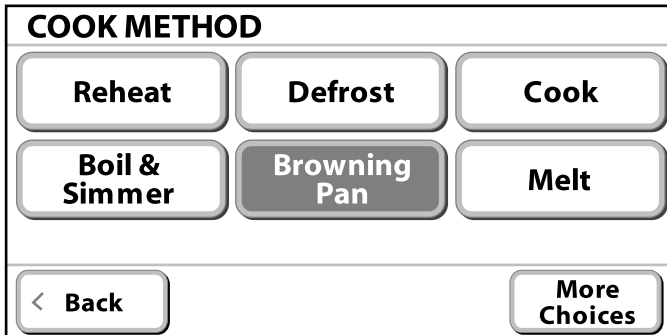 COOK METHOD
Reheat
Defrost
Cook
Boil &
Simmer
Browning
Pan
Melt
< Back
More
Choices